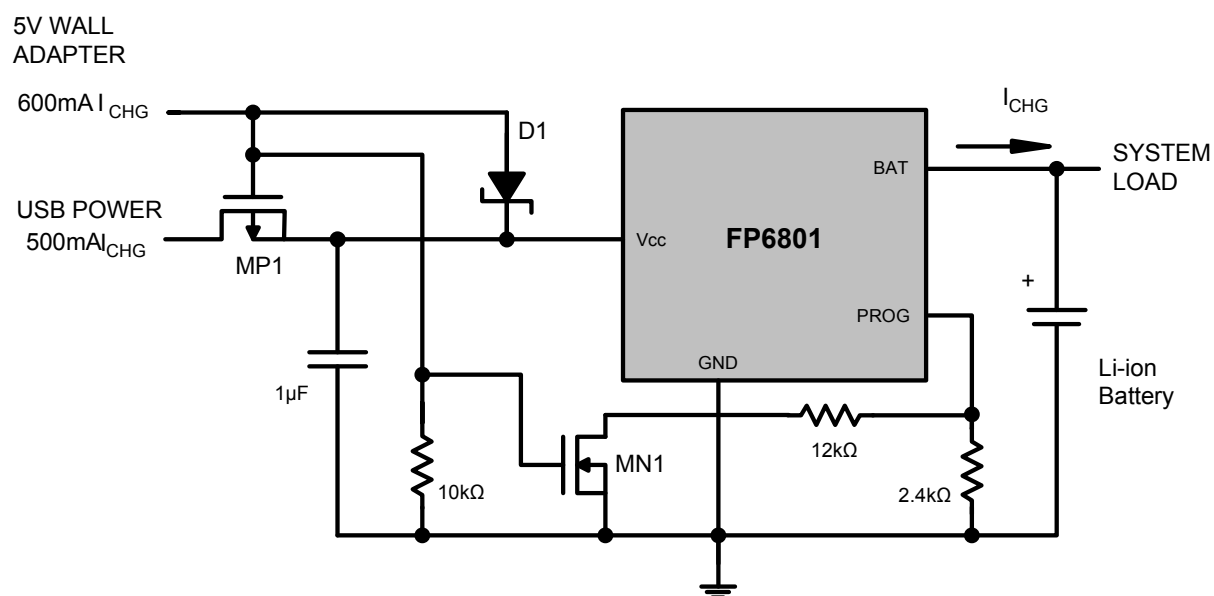 5V WALL
ADAPTER
600mA I CHG
D1
I CHG
BAT
SYSTEM
LOAD
USB POWER
500mAI CHG
MP1
Vcc
FP6801
+
PROG
GND
1µF
Li-ion
Battery
12kΩ
MN1
10kΩ
2.4kΩ